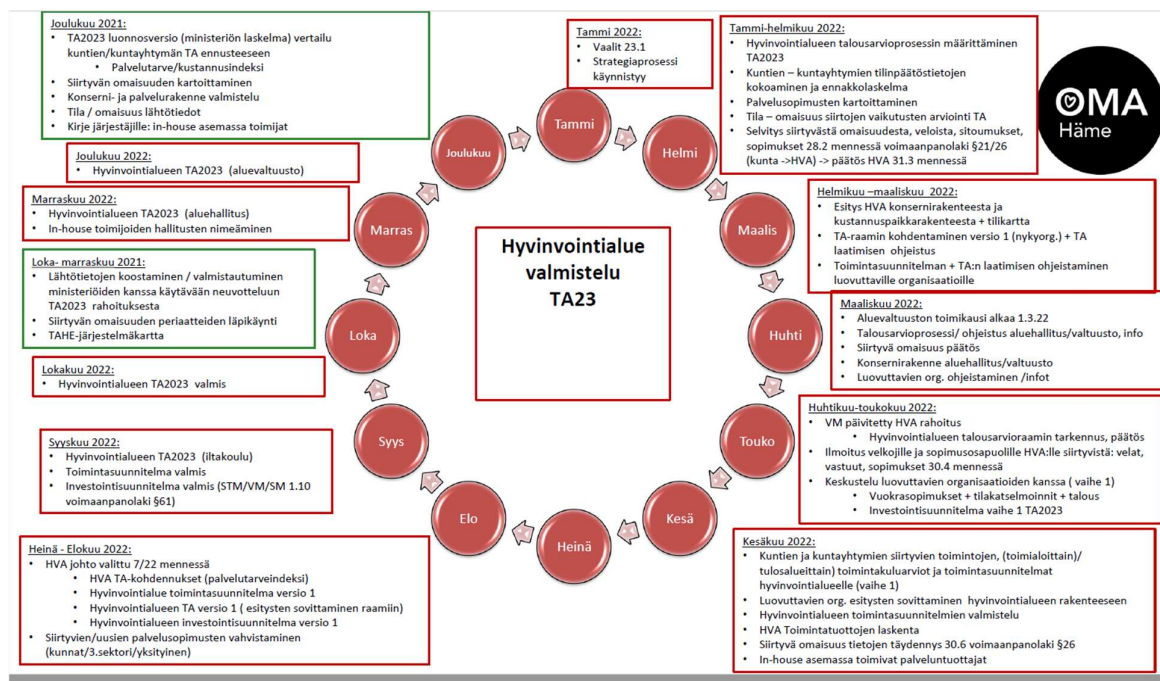 Joulukuu 2021:
• TA2023 luonnosversio (ministeriön laskelma) vertailu
kuntien/kuntayhtymän TA ennusteeseen
• Palvelutarve/kustannusindeksi
• Siirtyvän omaisuuden kartoittaminen
• Konserni- ja palvelurakenne valmistelu
• Tila / omaisuus lähtötiedot
• Kirje järjestäjille: in-house asemassa toimijat
Joulukuu 2022:
• Hyvinvointialueen TA2023 (aluevaltuusto)
Marraskuu 2022:
• Hyvinvointialueen TA2023 (aluehallitus)
• In-house toimijoiden hallitusten nimeäminen
Loka- marraskuu 2021:
• Lähtötietojen koostaminen / valmistautuminen
ministeriöiden kanssa käytävään neuvotteluun
TA2023 rahoituksesta
• Siirtyvän omaisuuden periaatteiden läpikäynti
• TAHE-järjestelmäkartta
Lokakuu 2022:
• Hyvinvointialueen TA2023 valmis
Syyskuu 2022:
• Hyvinvointialueen TA2023 (iltakoulu)
• Toimintasuunnitelma valmis
• Investointisuunnitelma valmis (STM/VM/SM 1.10
voimaanpanolaki §61)
Heinä - Elokuu 2022:
• HVA johto valittu 7/22 mennessä
• HVA TA-kohdennukset (palvelutarveindeksi)
• Hyvinvointialue toimintasuunnitelma versio 1
• Hyvinvointialueen TA versio 1 ( esitysten sovittaminen raamiin)
• Hyvinvointialueen investointisuunnitelma versio 1
• Siirtyvien/uusien palvelusopimusten vahvistaminen
(kunnat/3.sektori/yksityinen)
Tammi 2022:
• Vaalit 23.1
• Strategiaprosessi
käynnistyy
Tammi
Helmi
Maalis
Huhti
Touko
Kesä
Heinä
Elo
Syys
Loka
Marras
Joulukuu
Hyvinvointialue
valmistelu
TA23
Tammi-helmikuu 2022:
• Hyvinvointialueen talousarvioprosessin määrittäminen
TA2023
• Kuntien – kuntayhtymien tilinpäätöstietojen
kokoaminen ja ennakkolaskelma
• Palvelusopimusten kartoittaminen
• Tila – omaisuus siirtojen vaikutusten arviointi TA
• Selvitys siirtyvästä omaisuudesta, veloista, sitoumukset,
sopimukset 28.2 mennessä voimaanpanolaki §21/26
(kunta ->HVA) -> päätös HVA 31.3 mennessä
OMA
Häme
Helmikuu –maaliskuu 2022:
• Esitys HVA konsernirakenteesta ja
kustannuspaikkarakenteesta + tilikartta
• TA-raamin kohdentaminen versio 1 (nykyorg.) + TA
laatimisen ohjeistus
• Toimintasuunnitelman + TA:n laatimisen ohjeistaminen
luovuttaville organisaatioille
Maaliskuu 2022:
• Aluevaltuuston toimikausi alkaa 1.3.22
• Talousarvioprosessi/ ohjeistus aluehallitus/valtuusto, info
• Siirtyvä omaisuus päätös
• Konsernirakenne aluehallitus/valtuusto
• Luovuttavien org. ohjeistaminen /infot
Huhtikuu-toukokuu 2022:
• VM päivitetty HVA rahoitus
• Hyvinvointialueen talousarvioraamin tarkennus, päätös
• Ilmoitus velkojille ja sopimusosapuolille HVA:lle siirtyvistä: velat,
vastuut, sopimukset 30.4 mennessä
• Keskustelu luovuttavien organisaatioiden kanssa ( vaihe 1)
• Vuokrasopimukset + tilakatselmoinnit + talous
• Investointisuunnitelma vaihe 1 TA2023
Kesäkuu 2022:
• Kuntien ja kuntayhtymien siirtyvien toimintojen, (toimialoittain)/
tulosalueittain) toimintakuluarviot ja toimintasuunnitelmat
hyvinvointialueelle (vaihe 1)
• Luovuttavien org. esitysten sovittaminen hyvinvointialueen rakenteeseen
• Hyvinvointialueen toimintasuunnitelmien valmistelu
• HVA Toimintatuottojen laskenta
• Siirtyvä omaisuus tietojen täydennys 30.6 voimaanpanolaki §26
• In-house asemassa toimivat palveluntuottajat